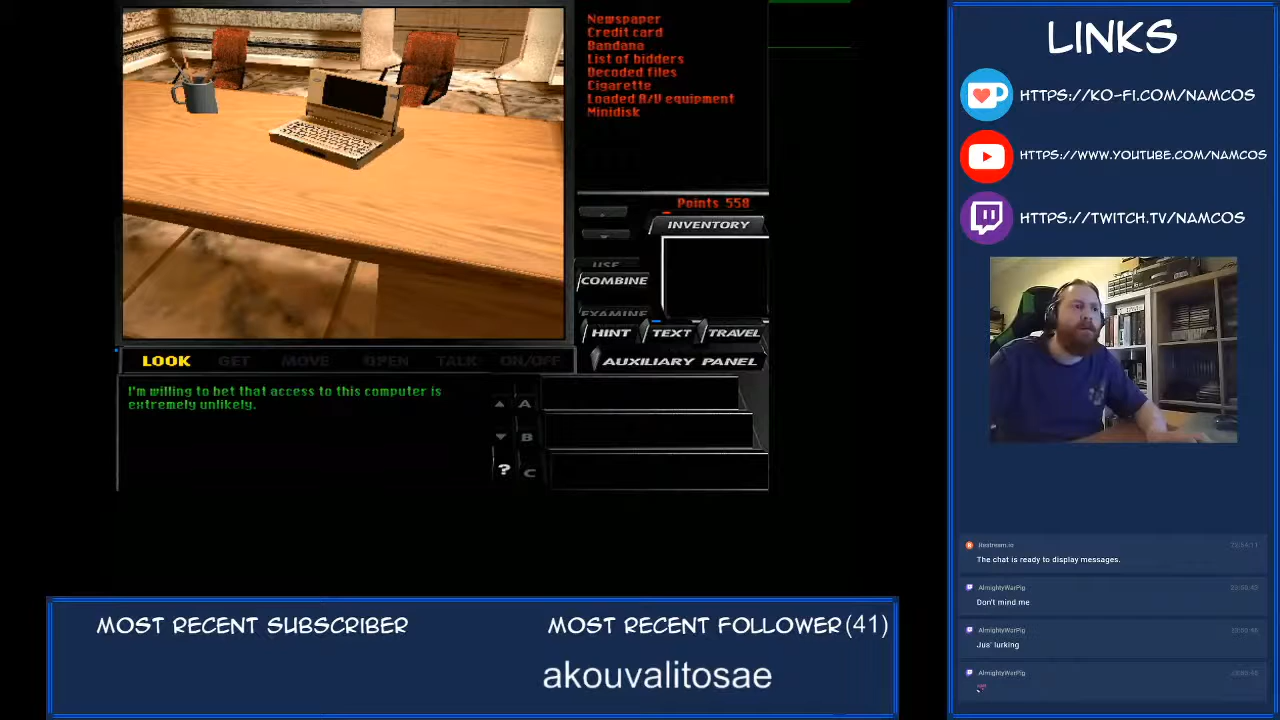 Newspaper
Credit card
Bandana
List of bidders
Decoded files
Cigarette
Loaded A/V equipment
Minidisk
Points 558
INVENTORY
USE
COMBINE
EXAMINE
HINT TEXT TRAVEL
AUXILIARY PANEL
LOOK GET MOVE OPEN TALK ON/OFF
I'm willing to bet that access to this computer is
extremely unlikely.
A
B
?
C
LINKS
HTTPS://KO-FI.COM/NAMCOS
HTTPS://WWW.YOUTUBE.COM/NAMCOS
HTTPS://TWITCH.TV/NAMCOS
Restream.io
The chat is ready to display messages.
AlmightyWarPig
Don't mind me
AlmightyWarPig
Jus' lurking
AlmightyWarPig
MOST RECENT SUBSCRIBER
MOST RECENT FOLLOWER (41)
akouvalitosae